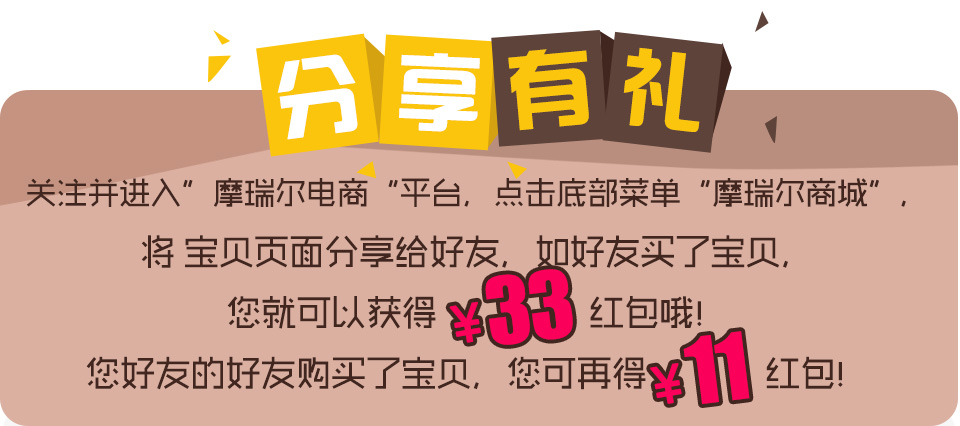 分享有礼
关注并进入”摩瑞尔电商“平台，点击底部菜单“摩瑞尔商城”，
将 宝贝页面分享给好友，如好友买了宝贝，
您就可以获得 ¥33 红包哦！
您好友的好友购买了宝贝，您可再得¥11 红包！